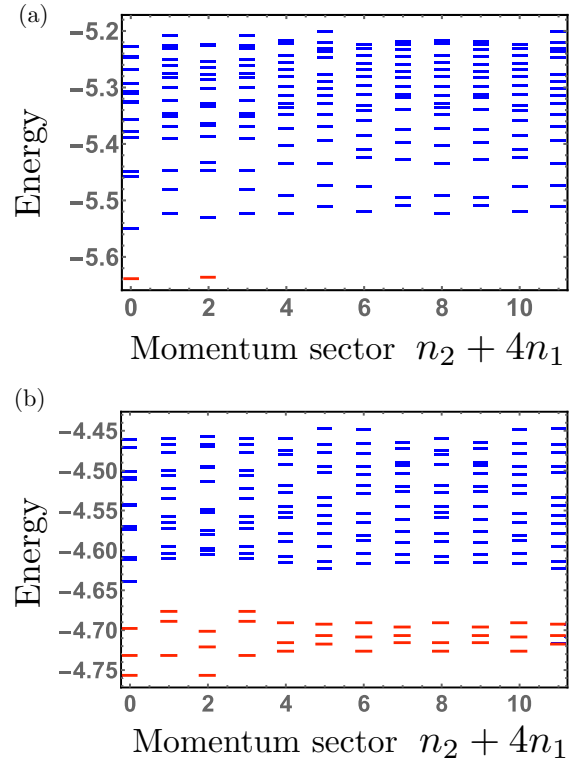 (a)
Energy
−5.2
−5.3
−5.4
−5.5
−5.6
0 2 4 6 8 10
Momentum sector n₂ + 4n₁
(b)
Energy
−4.45
−4.50
−4.55
−4.60
−4.65
−4.70
−4.75
0 2 4 6 8 10
Momentum sector n₂ + 4n₁